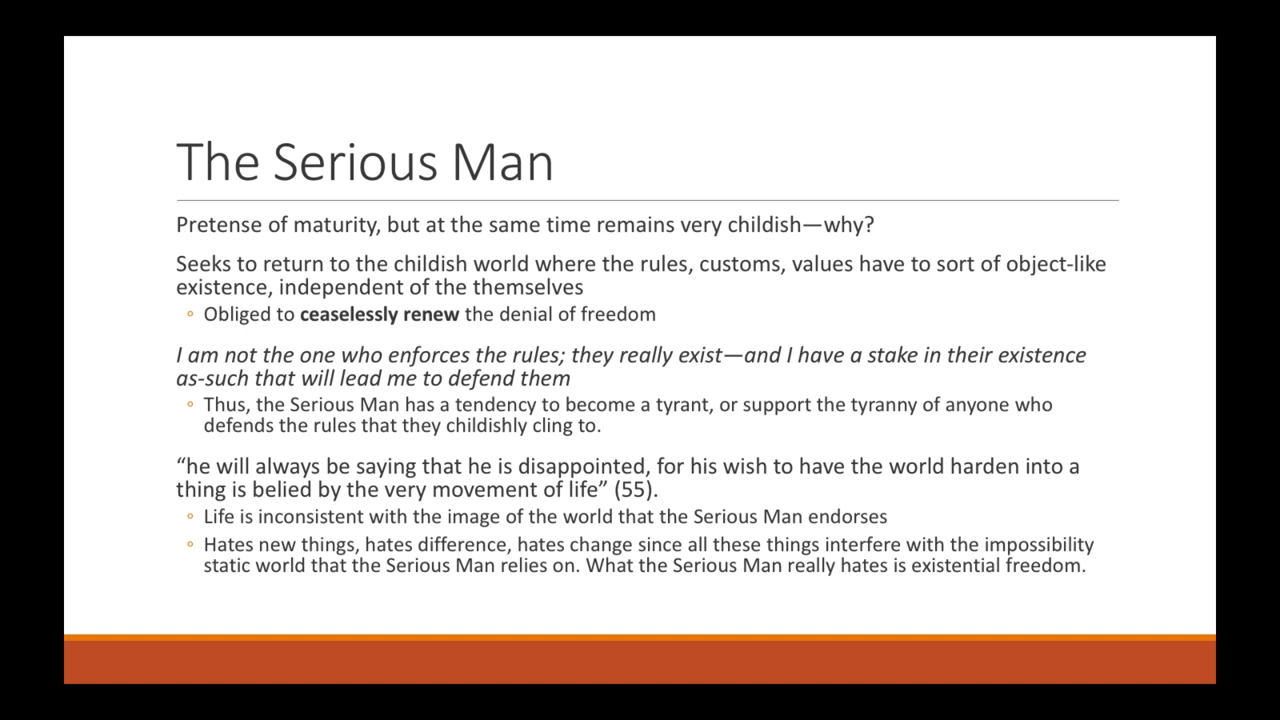 The Serious Man
Pretense of maturity, but at the same time remains very childish—why?
Seeks to return to the childish world where the rules, customs, values have to sort of object-like
existence, independent of the themselves
◦ Obliged to ceaselessly renew the denial of freedom
I am not the one who enforces the rules; they really exist—and I have a stake in their existence
as-such that will lead me to defend them
◦ Thus, the Serious Man has a tendency to become a tyrant, or support the tyranny of anyone who
defends the rules that they childishly cling to.
“he will always be saying that he is disappointed, for his wish to have the world harden into a
thing is belied by the very movement of life” (55).
◦ Life is inconsistent with the image of the world that the Serious Man endorses
◦ Hates new things, hates difference, hates change since all these things interfere with the impossibility
static world that the Serious Man relies on. What the Serious Man really hates is existential freedom.